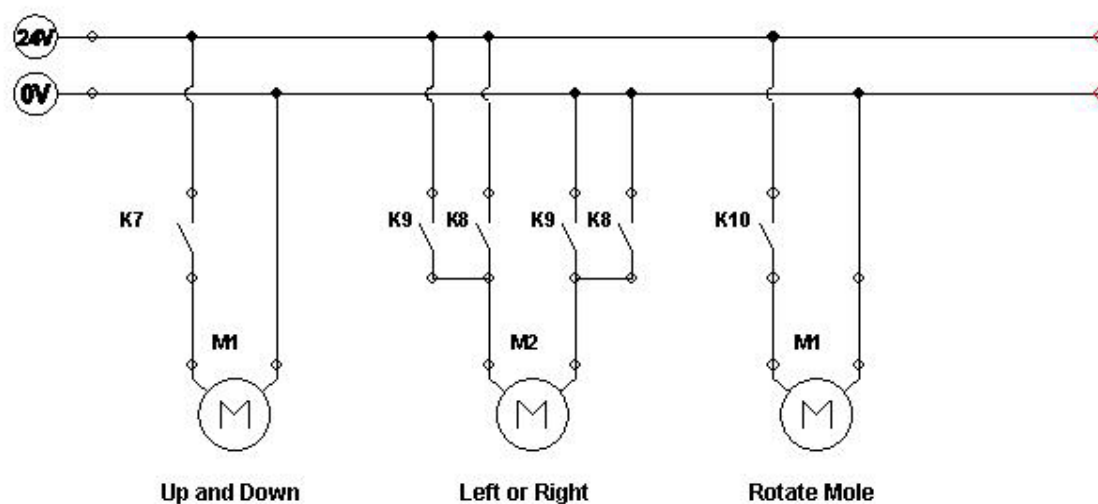 24V
0V
K7
K9
K8
K9
K8
K10
M1
M2
M1
M
M
M
Up and Down
Left or Right
Rotate Mole